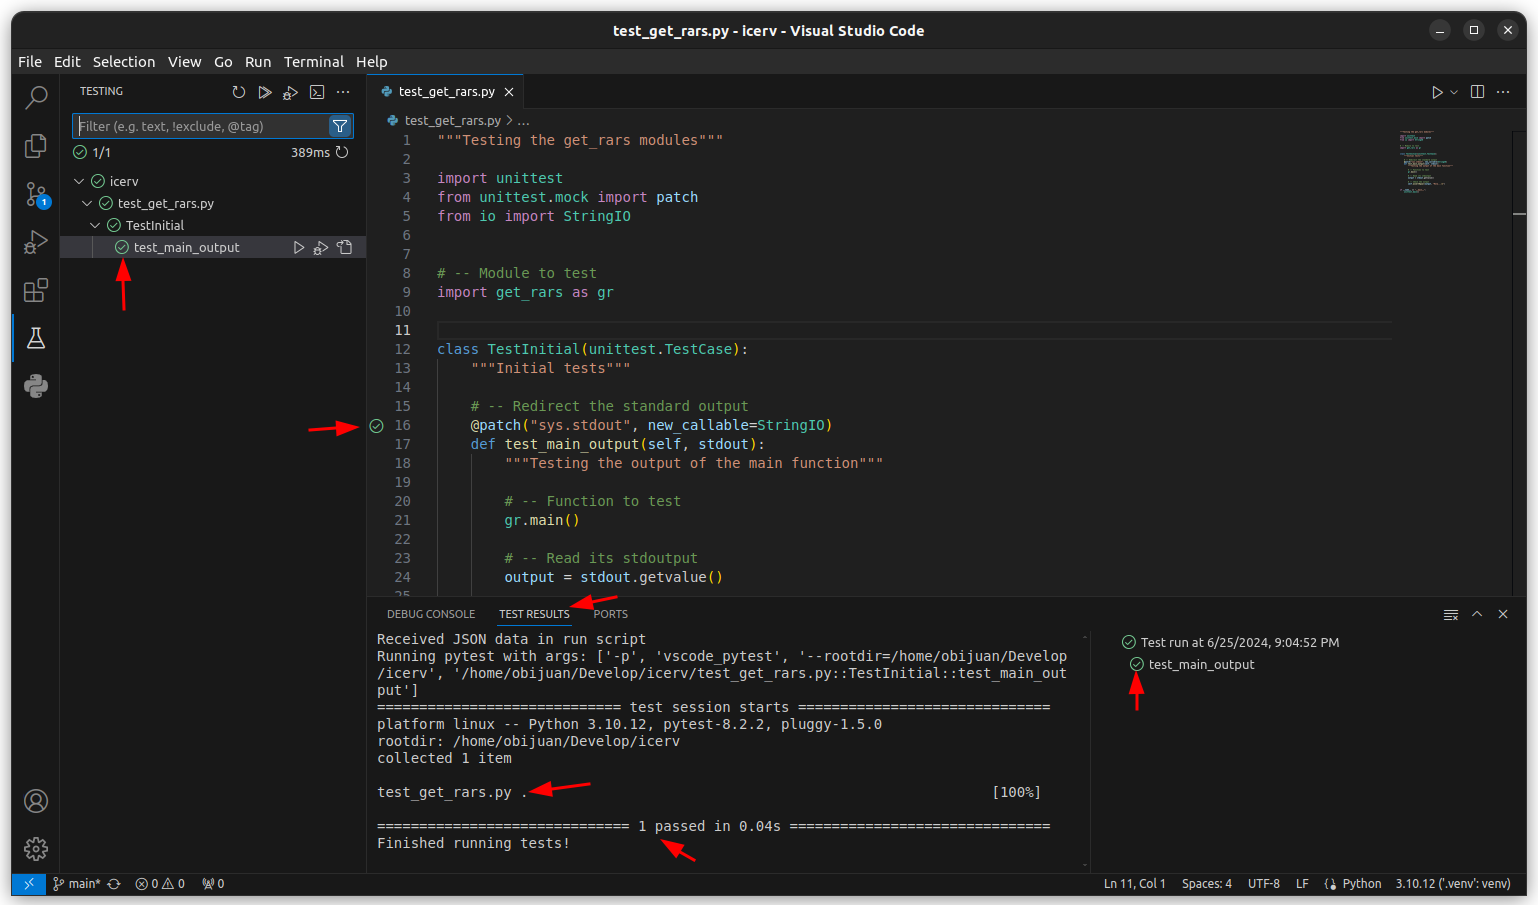 test_get_rars.py - icerv - Visual Studio Code
File Edit Selection View Go Run Terminal Help
TESTING
Filter (e.g. text, !exclude, @tag)
1/1 389ms
icerv
test_get_rars.py
TestInitial
test_main_output
1
test_get_rars.py
test_get_rars.py > ...
1 """Testing the get_rars modules"""
2
3 import unittest
4 from unittest.mock import patch
5 from io import StringIO
6
7
8 # -- Module to test
9 import get_rars as gr
10
11
12 class TestInitial(unittest.TestCase):
13 """Initial tests"""
14
15 # -- Redirect the standard output
16 @patch("sys.stdout", new_callable=StringIO)
17 def test_main_output(self, stdout):
18 """Testing the output of the main function"""
19
20 # -- Function to test
21 gr.main()
22
23 # -- Read its stdoutput
24 output = stdout.getvalue()
25
DEBUG CONSOLE TEST RESULTS PORTS
Received JSON data in run script
Running pytest with args: ['-p', 'vscode_pytest', '--rootdir=/home/obijuan/Develop
/icerv', '/home/obijuan/Develop/icerv/test_get_rars.py::TestInitial::test_main_out
put']
============================= test session starts ==============================
platform linux -- Python 3.10.12, pytest-8.2.2, pluggy-1.5.0
rootdir: /home/obijuan/Develop/icerv
collected 1 item
test_get_rars.py . [100%]
============================== 1 passed in 0.04s ===============================
Finished running tests!
Test run at 6/25/2024, 9:04:52 PM
test_main_output
main* 0 0 0 Ln 11, Col 1 Spaces: 4 UTF-8 LF Python 3.10.12 ('.venv': venv)